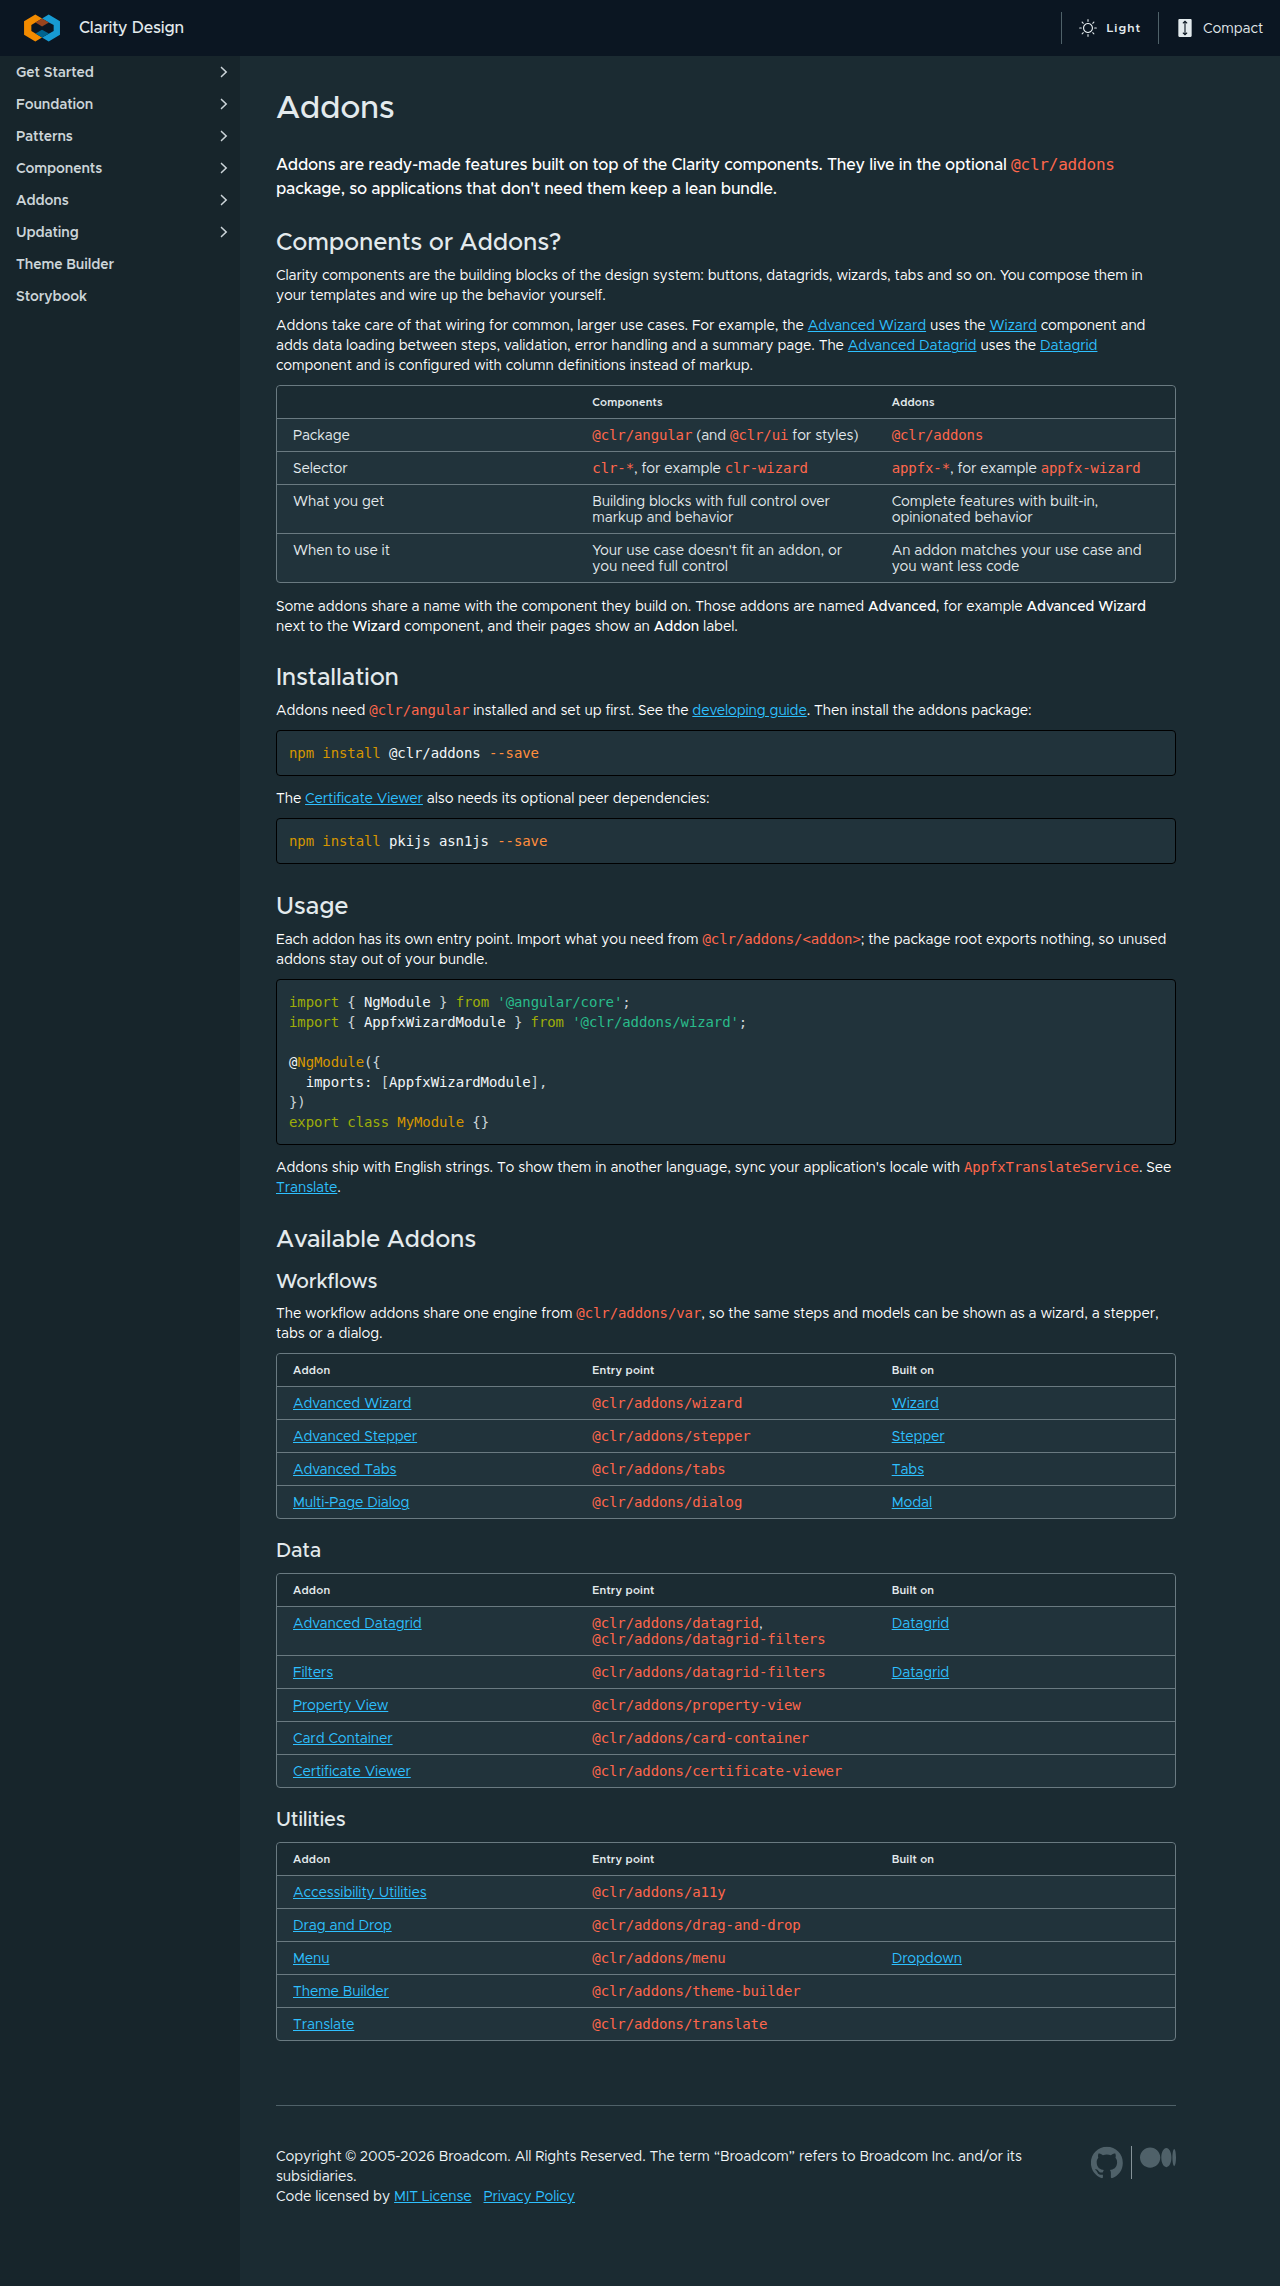 Clarity Design
Light
Compact
Get Started
Foundation
Patterns
Components
Addons
Updating
Theme Builder
Storybook
Addons
Addons are ready-made features built on top of the Clarity components. They live in the optional @clr/addons
package, so applications that don't need them keep a lean bundle.
Components or Addons?
Clarity components are the building blocks of the design system: buttons, datagrids, wizards, tabs and so on. You compose them in
your templates and wire up the behavior yourself.
Addons take care of that wiring for common, larger use cases. For example, the Advanced Wizard uses the Wizard component and
adds data loading between steps, validation, error handling and a summary page. The Advanced Datagrid uses the Datagrid
component and is configured with column definitions instead of markup.
Components Addons
Package @clr/angular (and @clr/ui for styles) @clr/addons
Selector clr-*, for example clr-wizard appfx-*, for example appfx-wizard
What you get Building blocks with full control over markup and behavior Complete features with built-in, opinionated behavior
When to use it Your use case doesn't fit an addon, or you need full control An addon matches your use case and you want less code
Some addons share a name with the component they build on. Those addons are named Advanced, for example Advanced Wizard
next to the Wizard component, and their pages show an Addon label.
Installation
Addons need @clr/angular installed and set up first. See the developing guide. Then install the addons package:
npm install @clr/addons --save
The Certificate Viewer also needs its optional peer dependencies:
npm install pkijs asn1js --save
Usage
Each addon has its own entry point. Import what you need from @clr/addons/<addon>; the package root exports nothing, so unused
addons stay out of your bundle.
import { NgModule } from '@angular/core';
import { AppfxWizardModule } from '@clr/addons/wizard';
@NgModule({
imports: [AppfxWizardModule],
})
export class MyModule {}
Addons ship with English strings. To show them in another language, sync your application's locale with AppfxTranslateService. See
Translate.
Available Addons
Workflows
The workflow addons share one engine from @clr/addons/var, so the same steps and models can be shown as a wizard, a stepper,
tabs or a dialog.
Addon Entry point Built on
Advanced Wizard @clr/addons/wizard Wizard
Advanced Stepper @clr/addons/stepper Stepper
Advanced Tabs @clr/addons/tabs Tabs
Multi-Page Dialog @clr/addons/dialog Modal
Data
Addon Entry point Built on
Advanced Datagrid @clr/addons/datagrid, @clr/addons/datagrid-filters Datagrid
Filters @clr/addons/datagrid-filters Datagrid
Property View @clr/addons/property-view
Card Container @clr/addons/card-container
Certificate Viewer @clr/addons/certificate-viewer
Utilities
Addon Entry point Built on
Accessibility Utilities @clr/addons/a11y
Drag and Drop @clr/addons/drag-and-drop
Menu @clr/addons/menu Dropdown
Theme Builder @clr/addons/theme-builder
Translate @clr/addons/translate
Copyright © 2005-2026 Broadcom. All Rights Reserved. The term “Broadcom” refers to Broadcom Inc. and/or its
subsidiaries.
Code licensed by MIT License Privacy Policy